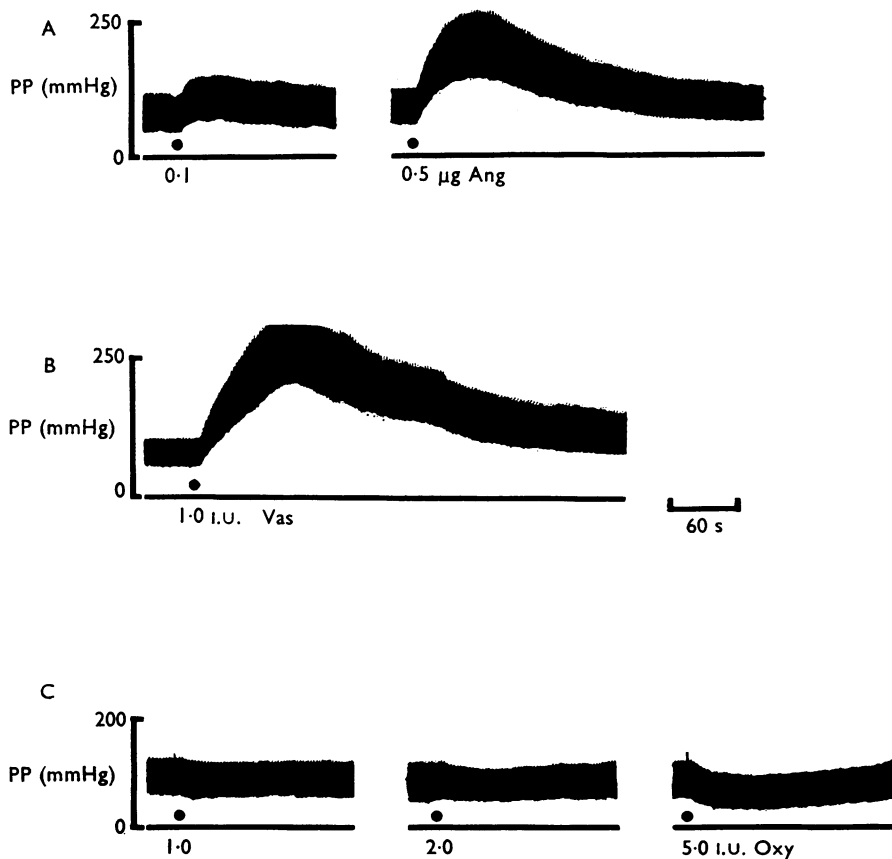 A
250
PP (mmHg)
0
0·1
0·5 μg Ang
B
250
PP (mmHg)
0
1·0 I.U. Vas
60 s
C
200
PP (mmHg)
0
1·0
2·0
5·0 I.U. Oxy